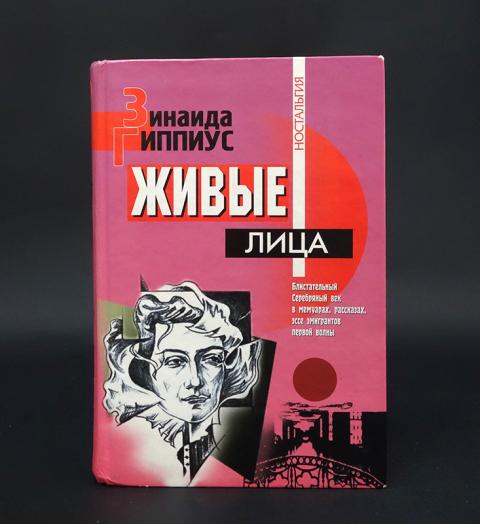 Зинаида
Гиппиус
НОСТАЛЬГИЯ
ЖИВЫЕ
ЛИЦА
Блистательный
Серебряный век
в мемуарах, рассказах,
эссе эмигрантов
первой волны